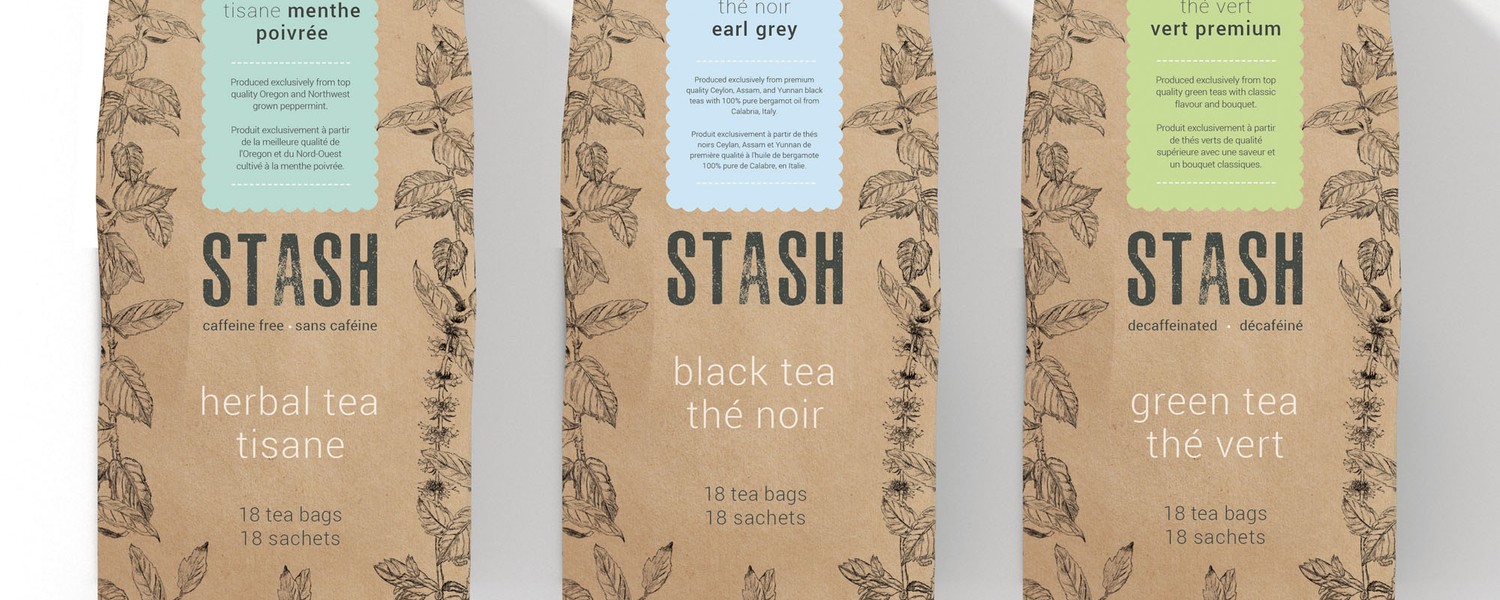 tisane menthe
poivrée
Produced exclusively from top
quality Oregon and Northwest
grown peppermint.
Produit exclusivement à partir
de la meilleure qualité de
l'Oregon et du Nord-Ouest
cultivé à la menthe poivrée.
STASH
caffeine free • sans caféine
herbal tea
tisane
18 tea bags
18 sachets
thé noir
earl grey
Produced exclusively from premium
quality Ceylon, Assam, and Yunnan black
teas with 100% pure bergamot oil from
Calabria, Italy.
Produit exclusivement à partir de thés
noirs Ceylan, Assam et Yunnan de
première qualité à l'huile de bergamote
100% pure de Calabre, en Italie.
STASH
black tea
thé noir
18 tea bags
18 sachets
thé vert
vert premium
Produced exclusively from top
quality green teas with classic
flavour and bouquet.
Produit exclusivement à partir
de thés verts de qualité
supérieure avec une saveur et
un bouquet classiques.
STASH
decaffeinated • décaféiné
green tea
thé vert
18 tea bags
18 sachets